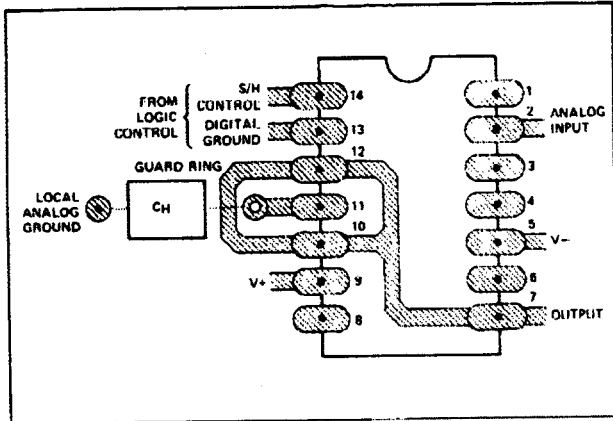 FROM
LOGIC
CONTROL
S/H
CONTROL
DIGITAL
GROUND
GUARD RING
LOCAL
ANALOG
GROUND
CH
V+
14
13
12
11
10
9
8
1
2
3
4
5
6
7
ANALOG
INPUT
V-
OUTPUT